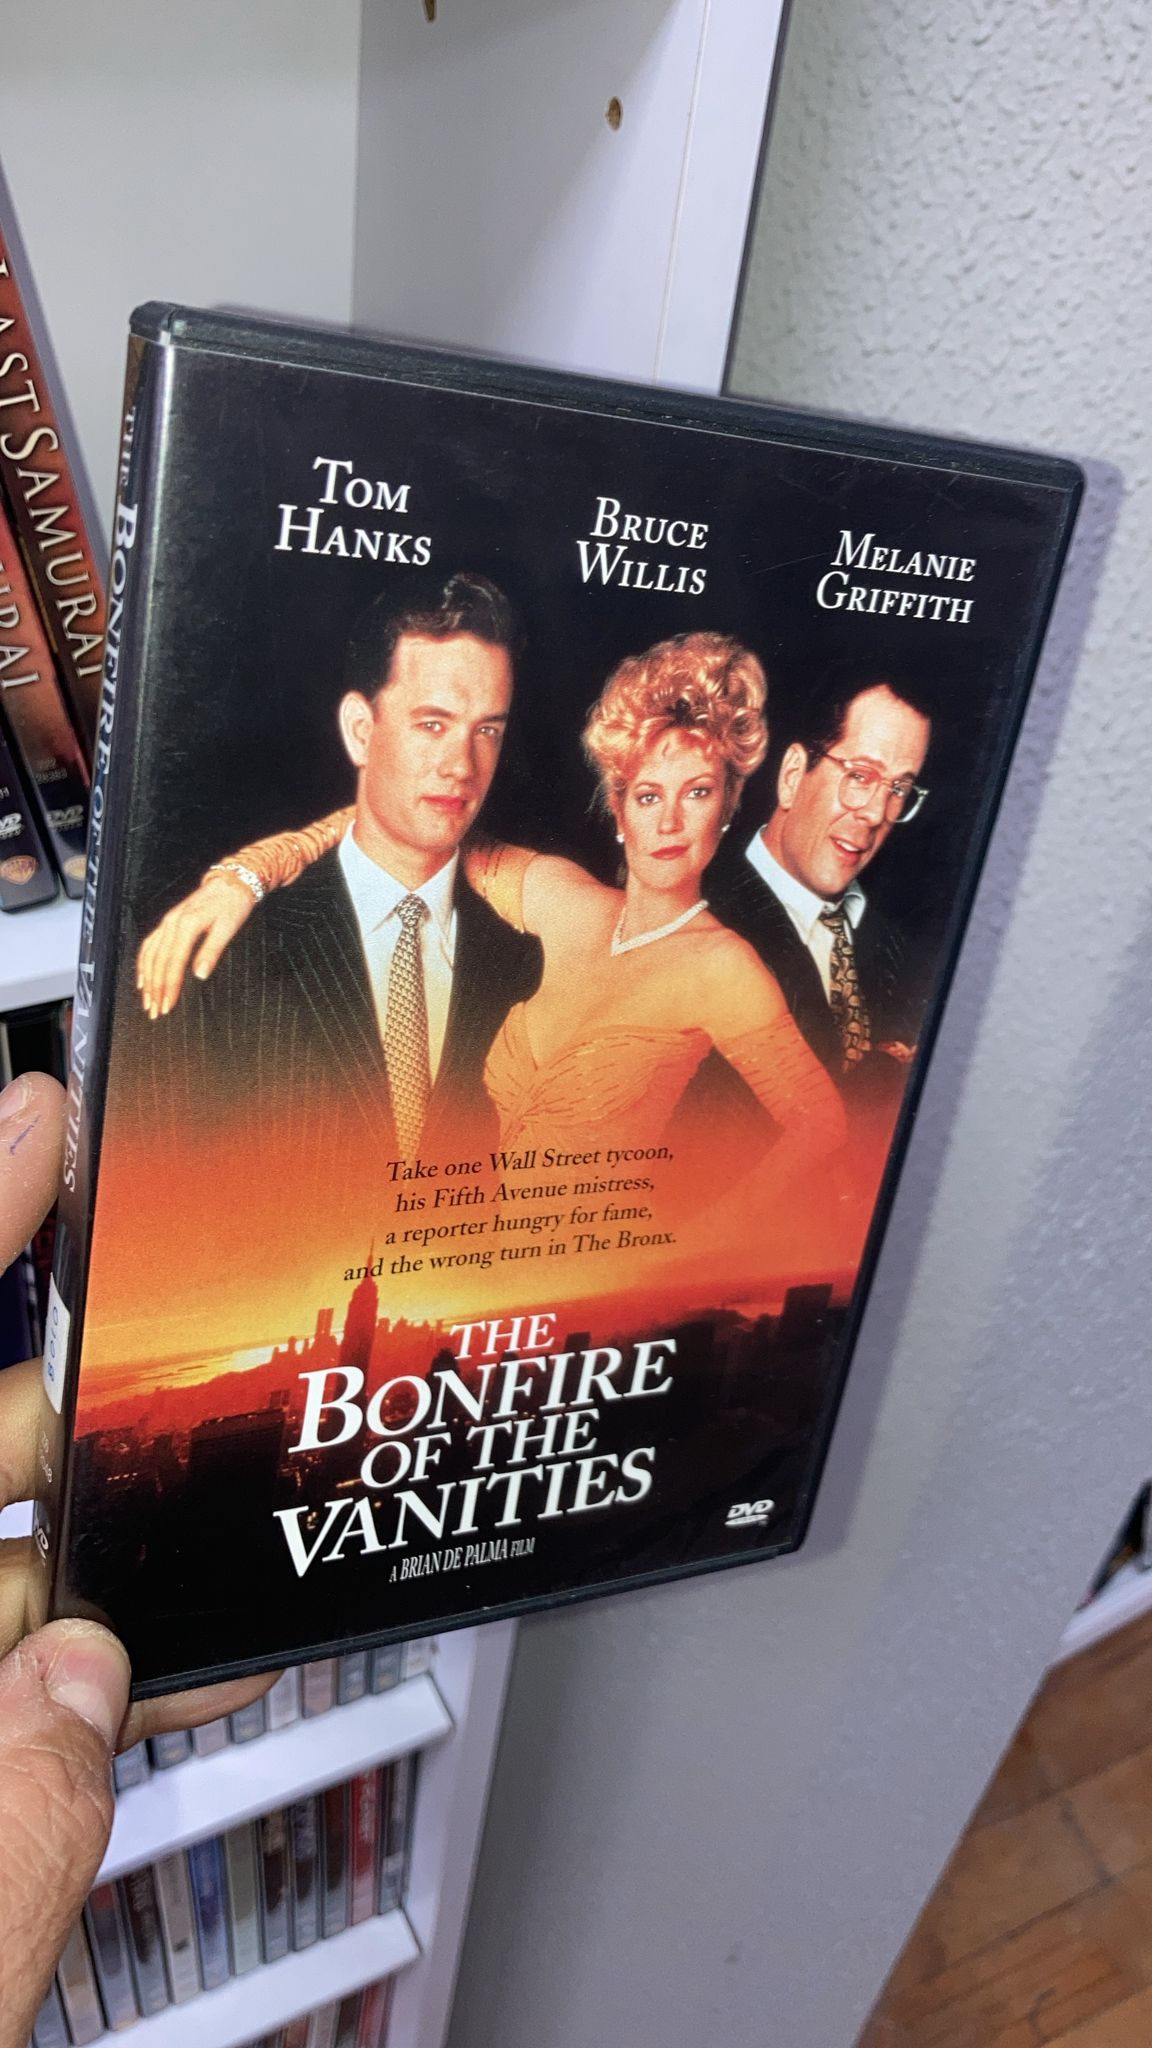 TOM
HANKS
BRUCE
WILLIS
MELANIE
GRIFFITH
Take one Wall Street tycoon,
his Fifth Avenue mistress,
a reporter hungry for fame,
and the wrong turn in The Bronx.
THE
BONFIRE
OF THE
VANITIES
A BRIAN DE PALMA FILM
DVD
THE BONFIRE OF THE VANITIES
LAST SAMURAI
DVD